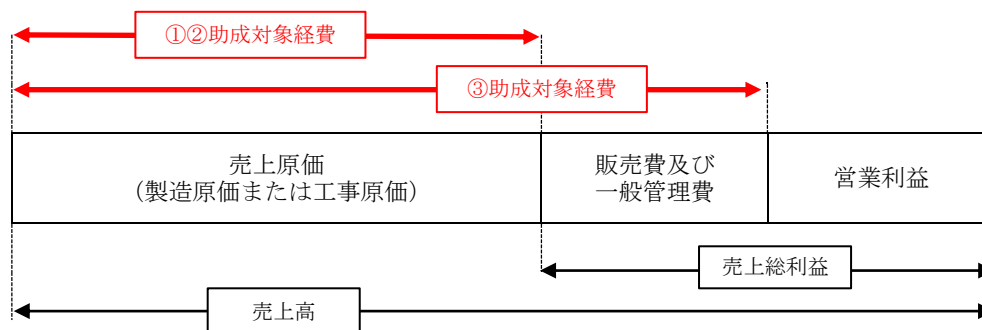 ①②助成対象経費
③助成対象経費
売上原価
(製造原価または工事原価)
販売費及び
一般管理費
営業利益
売上総利益
売上高